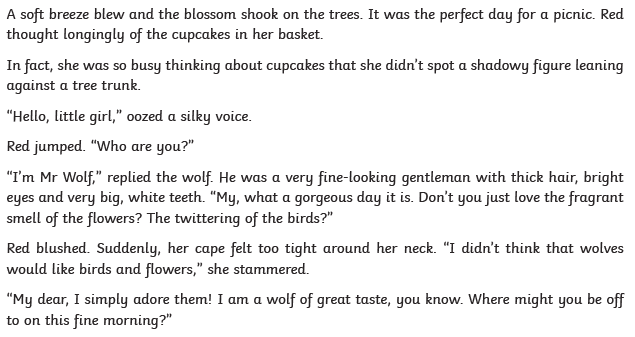 A soft breeze blew and the blossom shook on the trees. It was the perfect day for a picnic. Red
thought longingly of the cupcakes in her basket.
In fact, she was so busy thinking about cupcakes that she didn’t spot a shadowy figure leaning
against a tree trunk.
“Hello, little girl,” oozed a silky voice.
Red jumped. “Who are you?”
“I’m Mr Wolf,” replied the wolf. He was a very fine-looking gentleman with thick hair, bright
eyes and very big, white teeth. “My, what a gorgeous day it is. Don’t you just love the fragrant
smell of the flowers? The twittering of the birds?”
Red blushed. Suddenly, her cape felt too tight around her neck. “I didn’t think that wolves
would like birds and flowers,” she stammered.
“My dear, I simply adore them! I am a wolf of great taste, you know. Where might you be off
to on this fine morning?”